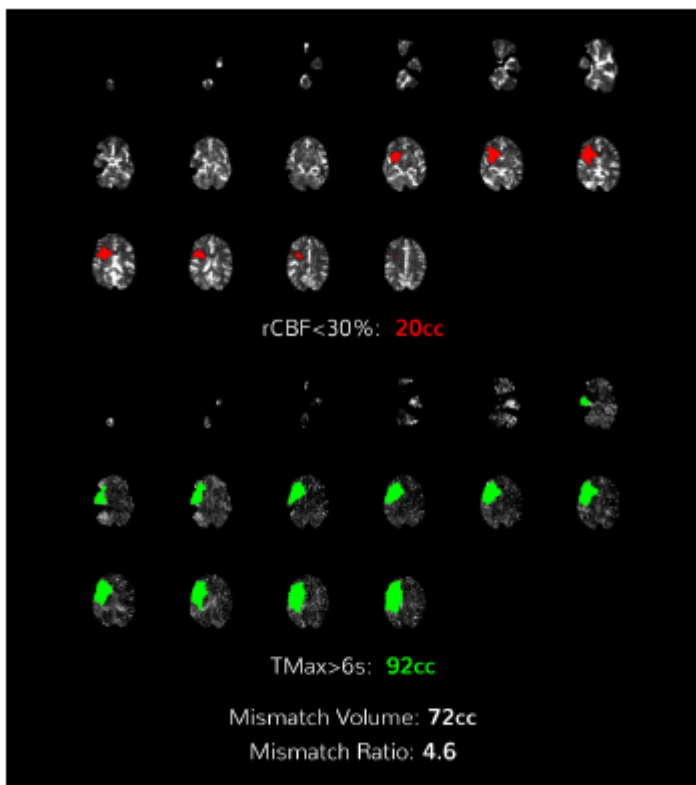 rCBF<30%: 20cc
TMax>6s: 92cc
Mismatch Volume: 72cc
Mismatch Ratio: 4.6